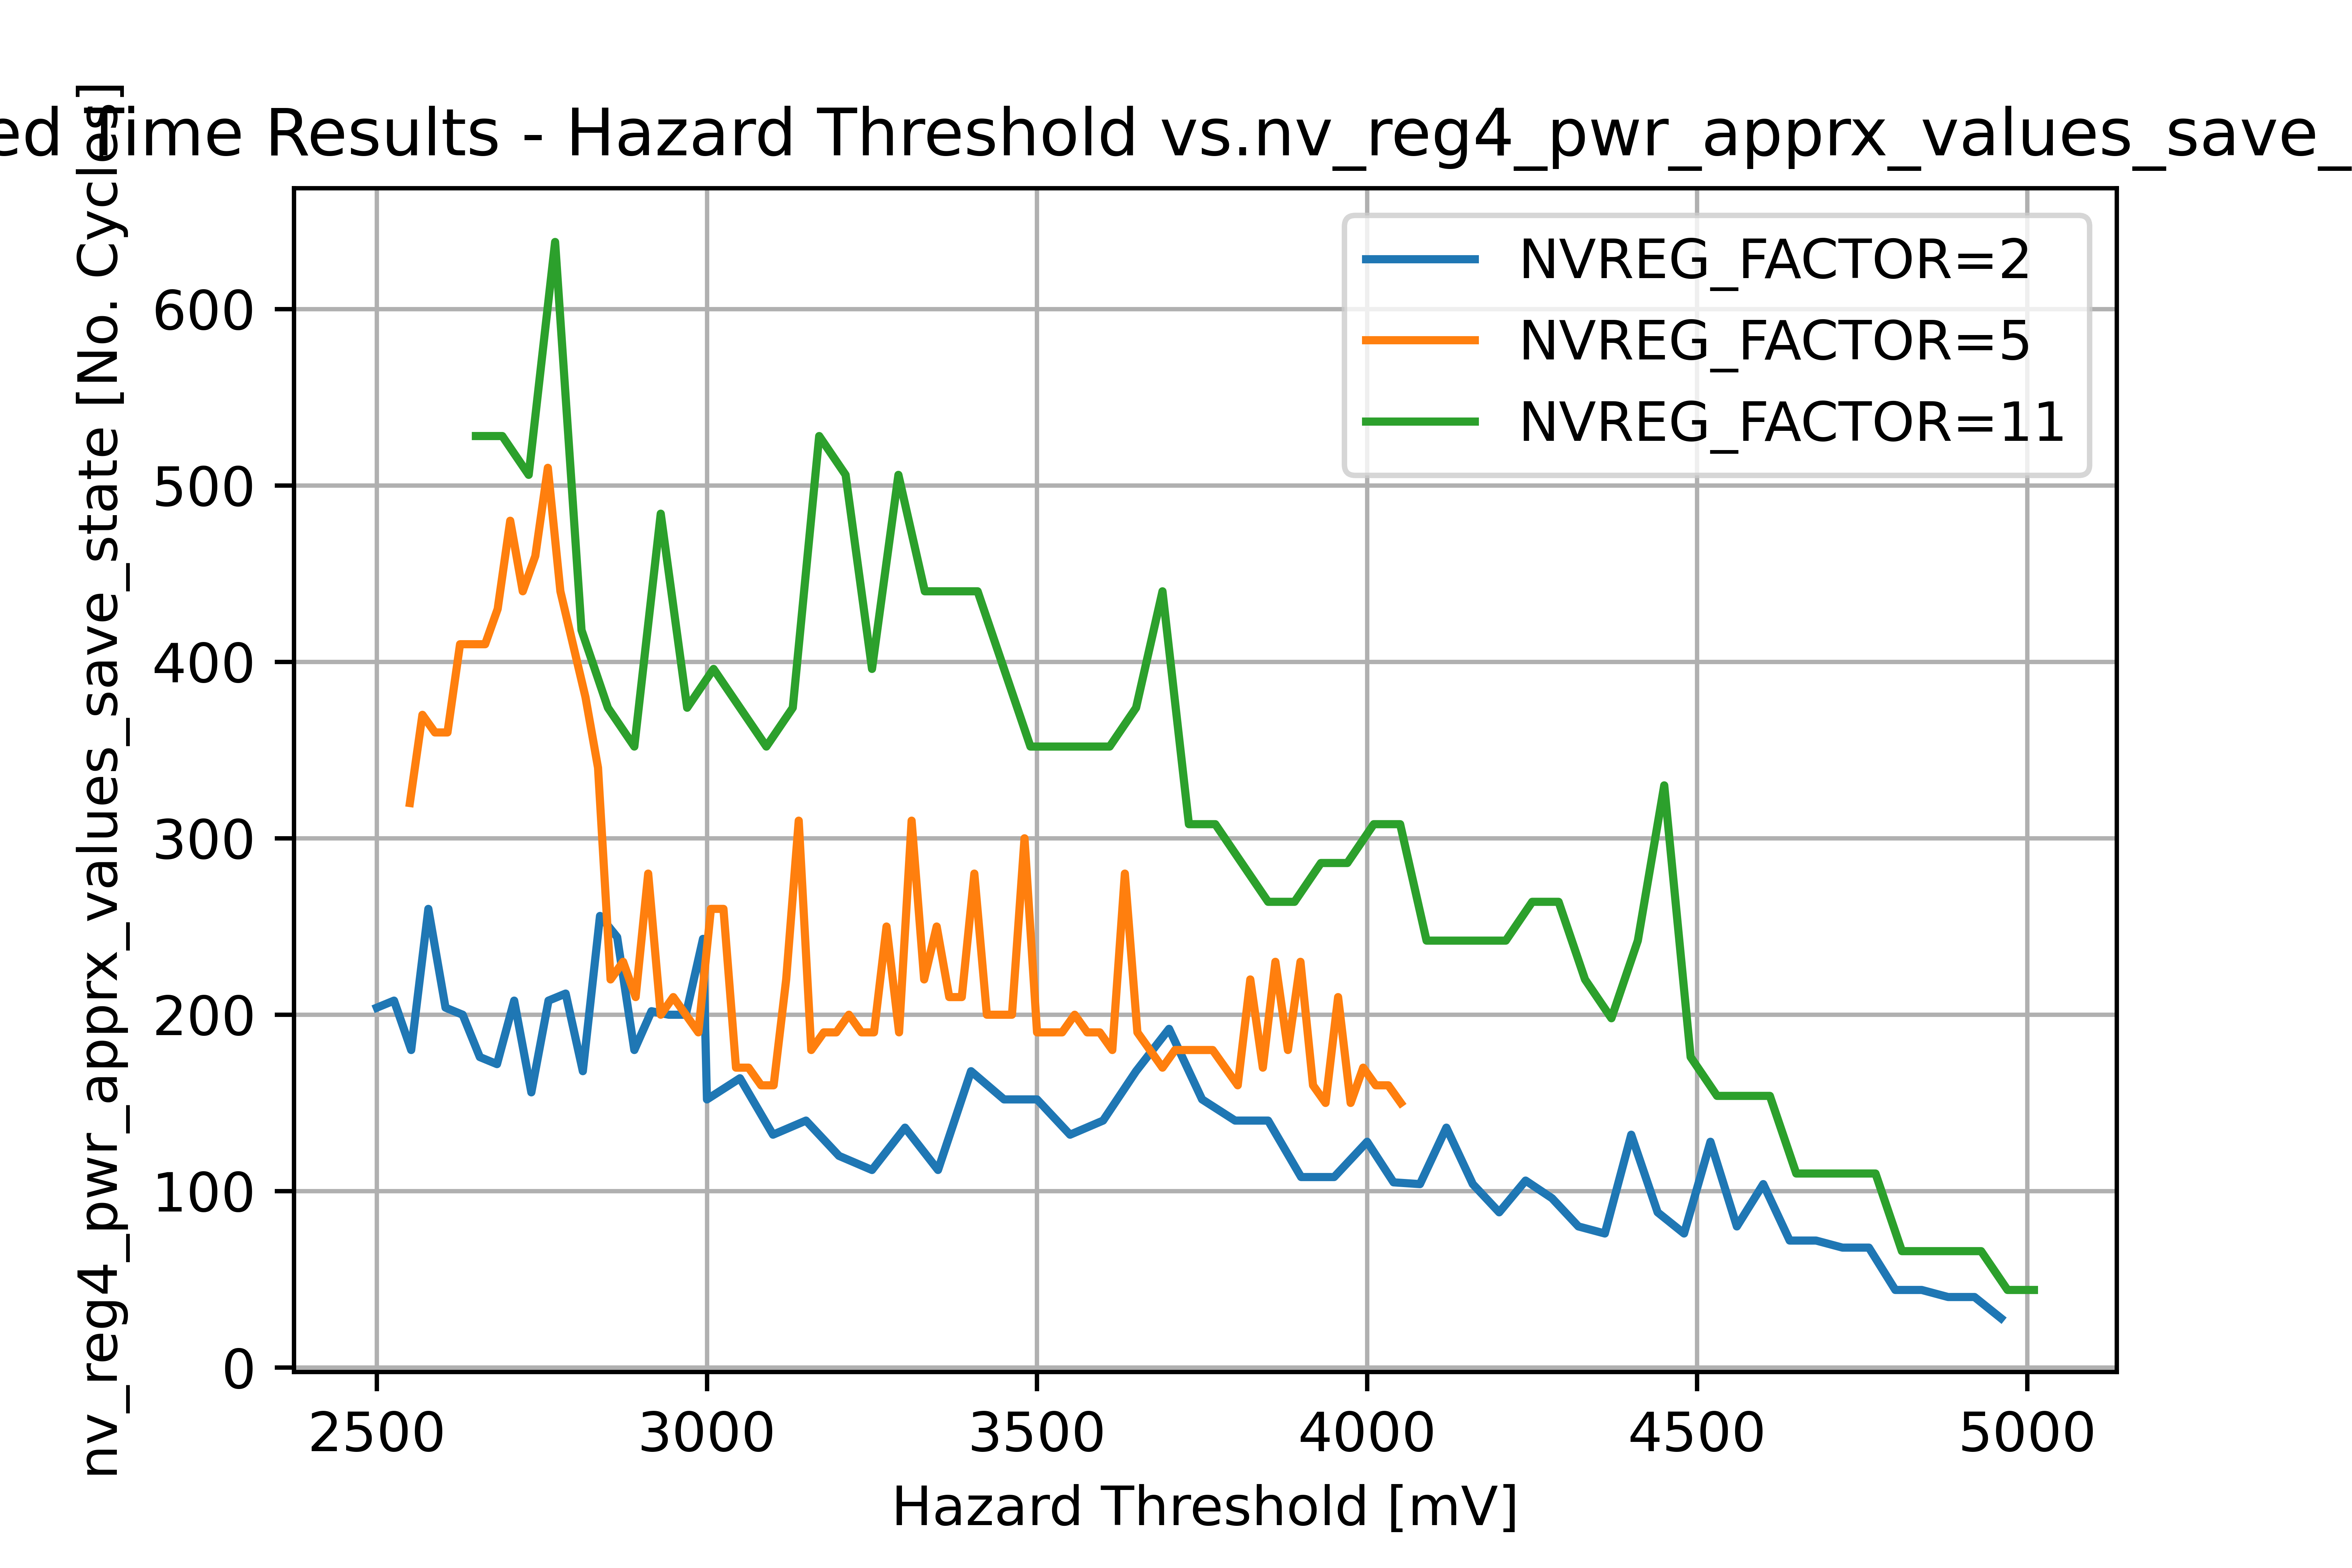 ed Time Results - Hazard Threshold vs.nv_reg4_pwr_apprx_values_save_
nv_reg4_pwr_apprx_values_save_state [No. Cycles]
NVREG_FACTOR=2
NVREG_FACTOR=5
NVREG_FACTOR=11
600
500
400
300
200
100
0
2500 3000 3500 4000 4500 5000
Hazard Threshold [mV]